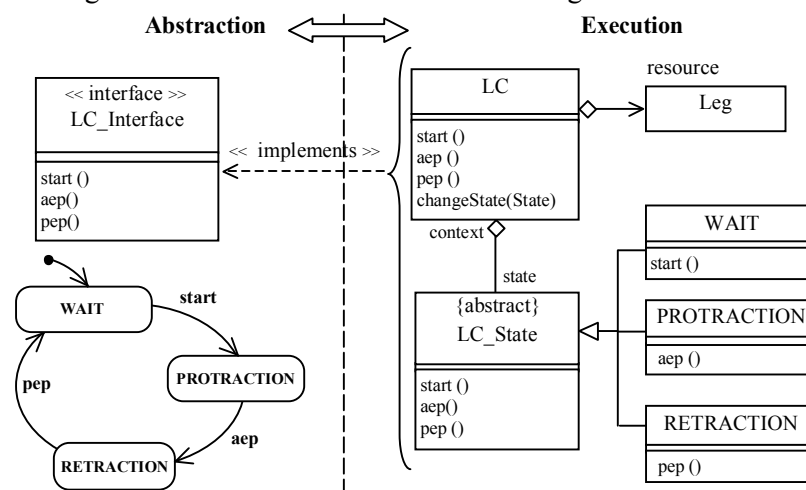 Abstraction
Execution
<< interface >>
LC_Interface
start ()
aep()
pep()
<< implements >>
LC
start ()
aep ()
pep ()
changeState(State)
resource
Leg
context
state
{abstract}
LC_State
start ()
aep()
pep ()
WAIT
start ()
PROTRACTION
aep ()
RETRACTION
pep ()
WAIT
start
PROTRACTION
pep
aep
RETRACTION